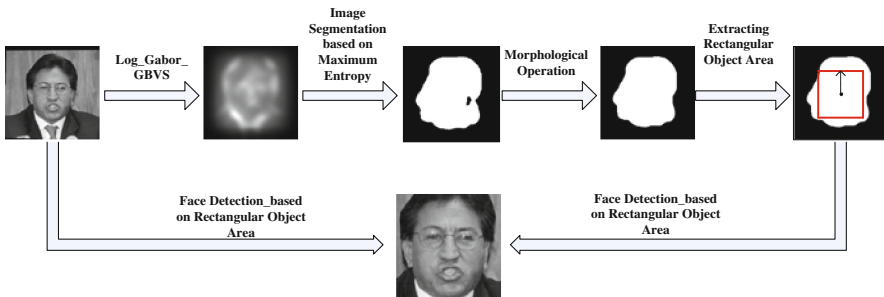 Log_Gabor_
GBVS
Image
Segmentation
based on
Maximum
Entropy
Morphological
Operation
Extracting
Rectangular
Object Area
Face Detection_based
on Rectangular Object
Area
Face Detection_based
on Rectangular Object
Area